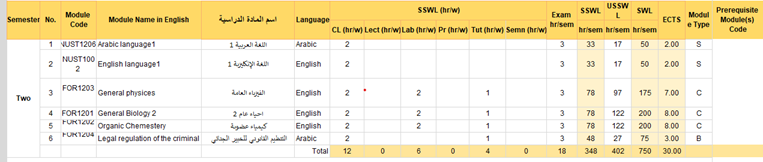 Semester No. Module Code Module Name in English اسم المادة الدراسية Language SSWL (hr/w) Exam hr/sem SSWL hr/sem USSWL hr/sem SWL hr/sem ECTS Module Type Prerequisite Module(s) Code
CL (hr/w) Lect (hr/w) Lab (hr/w) Pr (hr/w) Tut (hr/w) Semn (hr/w)
Two
1 NUST1206 Arabic language1 اللغة العربية 1 Arabic 2 3 33 17 50 2.00 S
2 NUST1002 English language1 اللغة الإنكليزية 1 English 2 3 33 17 50 2.00 S
3 FOR1203 General physics الفيزياء العامة English 2 2 1 3 78 97 175 7.00 C
4 FOR1201 General Biology 2 احياء عام 2 English 2 2 1 3 78 122 200 8.00 C
5 FOR1202 Organic Chemestery كيمياء عضوية English 2 2 1 3 78 122 200 8.00 C
6 FOR1204 Legal regulation of the criminal التنظيم القانوني للخبير الجنائي Arabic 2 1 3 48 27 75 3.00 B
Total 12 0 6 0 4 0 18 348 402 750 30.00